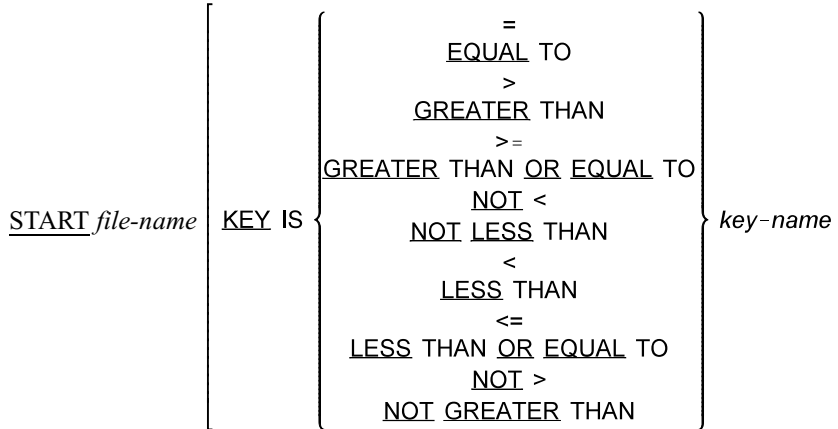 =
EQUAL TO
>
GREATER THAN
>=
GREATER THAN OR EQUAL TO
NOT <
START file-name KEY IS NOT LESS THAN key-name
<
LESS THAN
<=
LESS THAN OR EQUAL TO
NOT >
NOT GREATER THAN